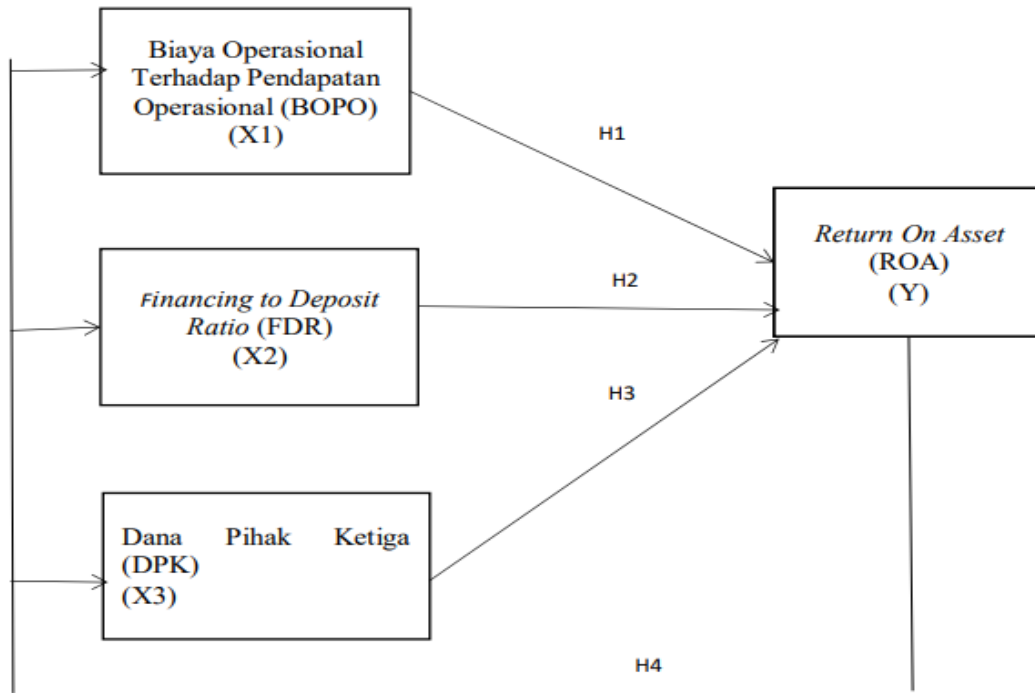 Biaya Operasional
Terhadap Pendapatan
Operasional (BOPO)
(X1)
H1
Return On Asset
(ROA)
(Y)
Financing to Deposit
Ratio (FDR)
(X2)
H2
H3
Dana Pihak Ketiga
(DPK)
(X3)
H4